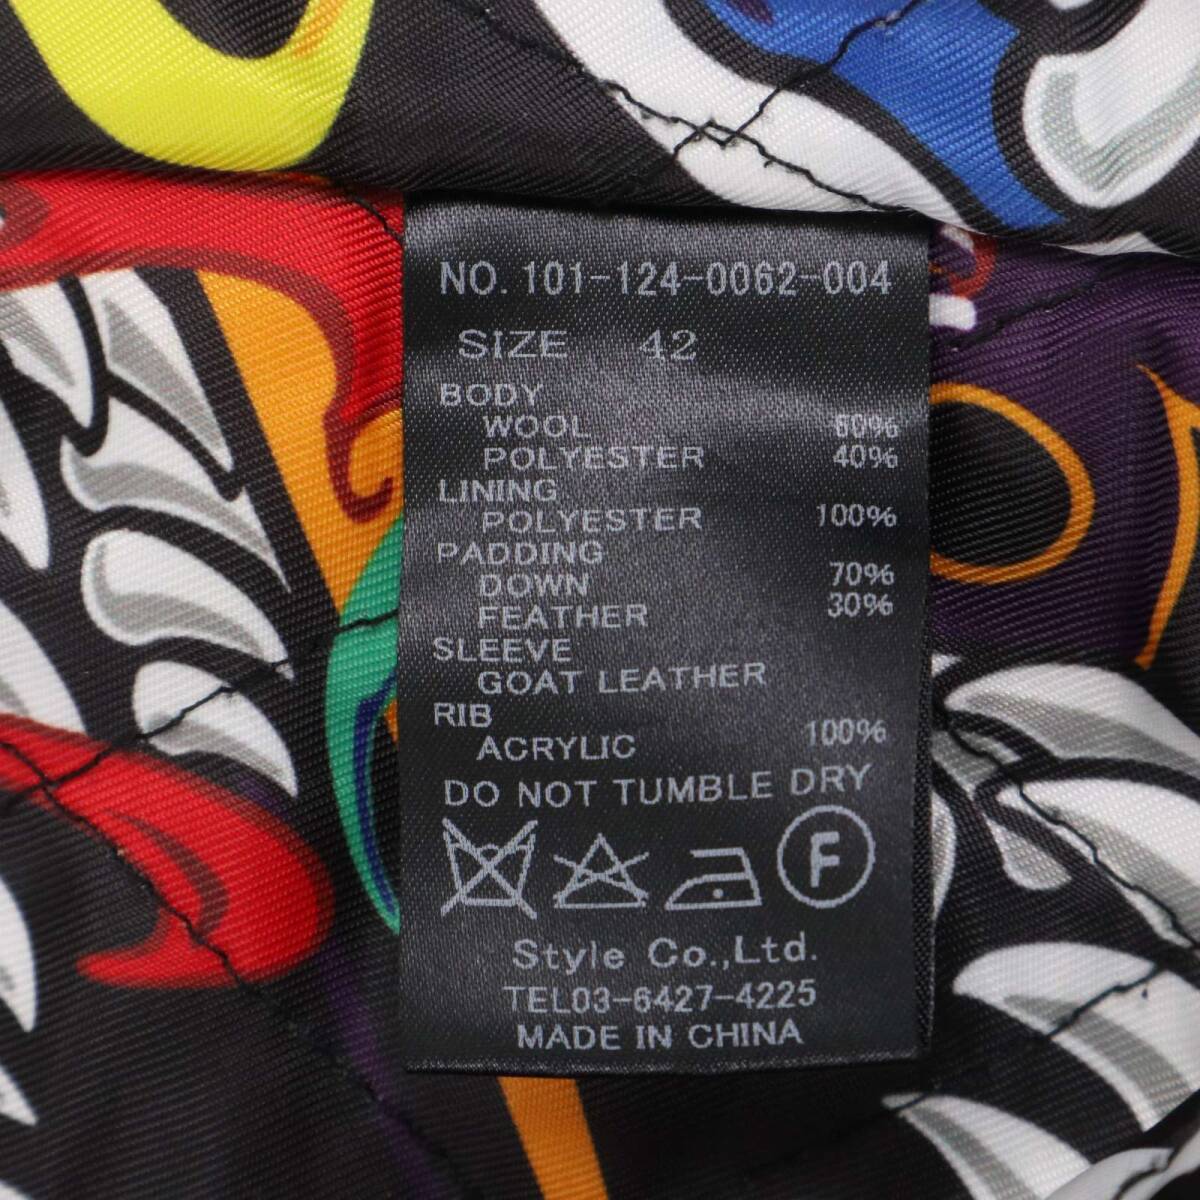 NO. 101-124-0062-004
SIZE 42
BODY
WOOL 60%
POLYESTER 40%
LINING
POLYESTER 100%
PADDING
DOWN 70%
FEATHER 30%
SLEEVE
GOAT LEATHER
RIB
ACRYLIC 100%
DO NOT TUMBLE DRY
F
Style Co.,Ltd.
TEL03-6427-4225
MADE IN CHINA